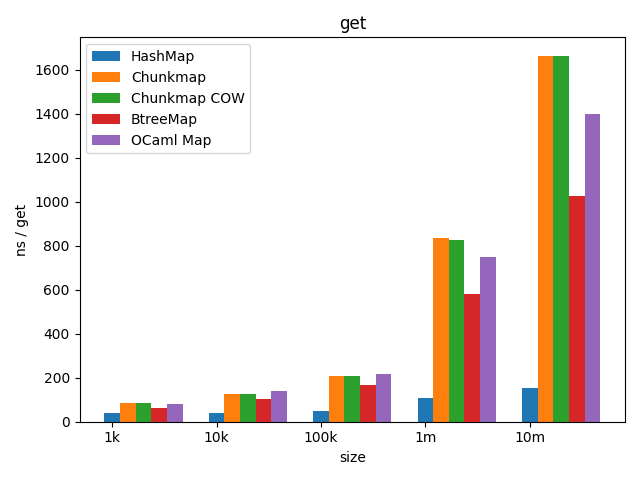 get
HashMap
Chunkmap
Chunkmap COW
BtreeMap
OCaml Map
ns / get
1600
1400
1200
1000
800
600
400
200
0
1k
10k
100k
1m
10m
size